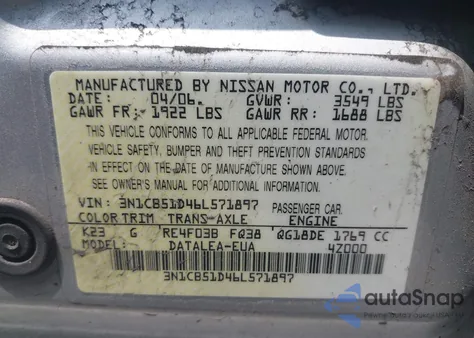 MANUFACTURED BY NISSAN MOTOR CO., LTD.
DATE: 04/06. GVWR: 3549 LBS
GAWR FR: 1922 LBS GAWR RR: 1688 LBS
THIS VEHICLE CONFORMS TO ALL APPLICABLE FEDERAL MOTOR
VEHICLE SAFETY, BUMPER AND THEFT PREVENTION STANDARDS
IN EFFECT ON THE DATE OF MANUFACTURE SHOWN ABOVE.
SEE OWNER'S MANUAL FOR ADDITIONAL INFORMATION.
VIN: 3N1CB51D46L571897 PASSENGER CAR.
COLOR TRIM TRANS-AXLE ENGINE
K23 G RE4F03B FQ38 QG18DE 1769 CC
MODEL: DATALEA-EUA 4Z000
3N1CB51D46L571897
autoSnap